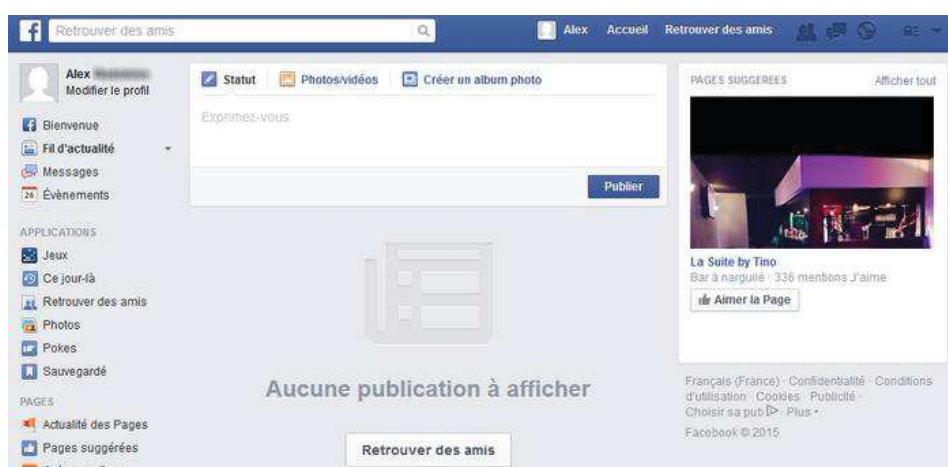 f Retrouver des amis
Alex Accueil Retrouver des amis
Alex
Modifier le profil
Bienvenue
Fil d'actualité
Messages
26 Évènements
APPLICATIONS
Jeux
Ce jour-là
Retrouver des amis
Photos
Pokes
Sauvegardé
PAGES
Actualité des Pages
Pages suggérées
Statut Photos/vidéos Créer un album photo
Exprimez-vous
Publier
Aucune publication à afficher
Retrouver des amis
PAGES SUGGÉRÉES Afficher tout
La Suite by Tino
Bar à narguilé · 336 mentions J'aime
Aimer la Page
Français (France) · Confidentialité · Conditions
d'utilisation · Cookies · Publicité ·
Choisir sa pub · Plus
Facebook © 2015